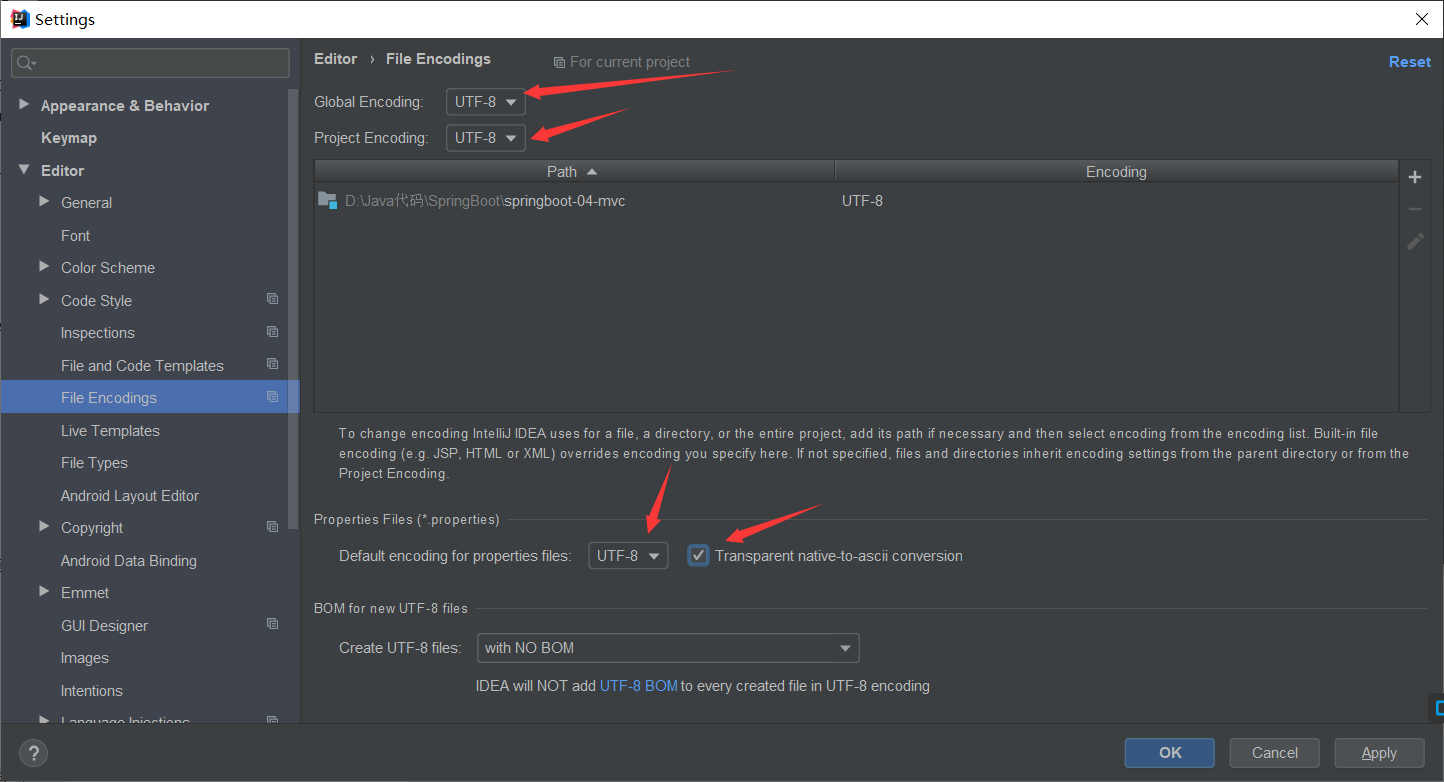 Settings
Editor › File Encodings For current project Reset
Global Encoding: UTF-8
Project Encoding: UTF-8
Path Encoding
D:\Java代码\SpringBoot\springboot-04-mvc UTF-8
To change encoding IntelliJ IDEA uses for a file, a directory, or the entire project, add its path if necessary and then select encoding from the encoding list. Built-in file
encoding (e.g. JSP, HTML or XML) overrides encoding you specify here. If not specified, files and directories inherit encoding settings from the parent directory or from the
Project Encoding.
Properties Files (*.properties)
Default encoding for properties files: UTF-8 Transparent native-to-ascii conversion
BOM for new UTF-8 files
Create UTF-8 files: with NO BOM
IDEA will NOT add UTF-8 BOM to every created file in UTF-8 encoding
Appearance & Behavior
Keymap
Editor
General
Font
Color Scheme
Code Style
Inspections
File and Code Templates
File Encodings
Live Templates
File Types
Android Layout Editor
Copyright
Android Data Binding
Emmet
GUI Designer
Images
Intentions
Language Injections
?
OK Cancel Apply